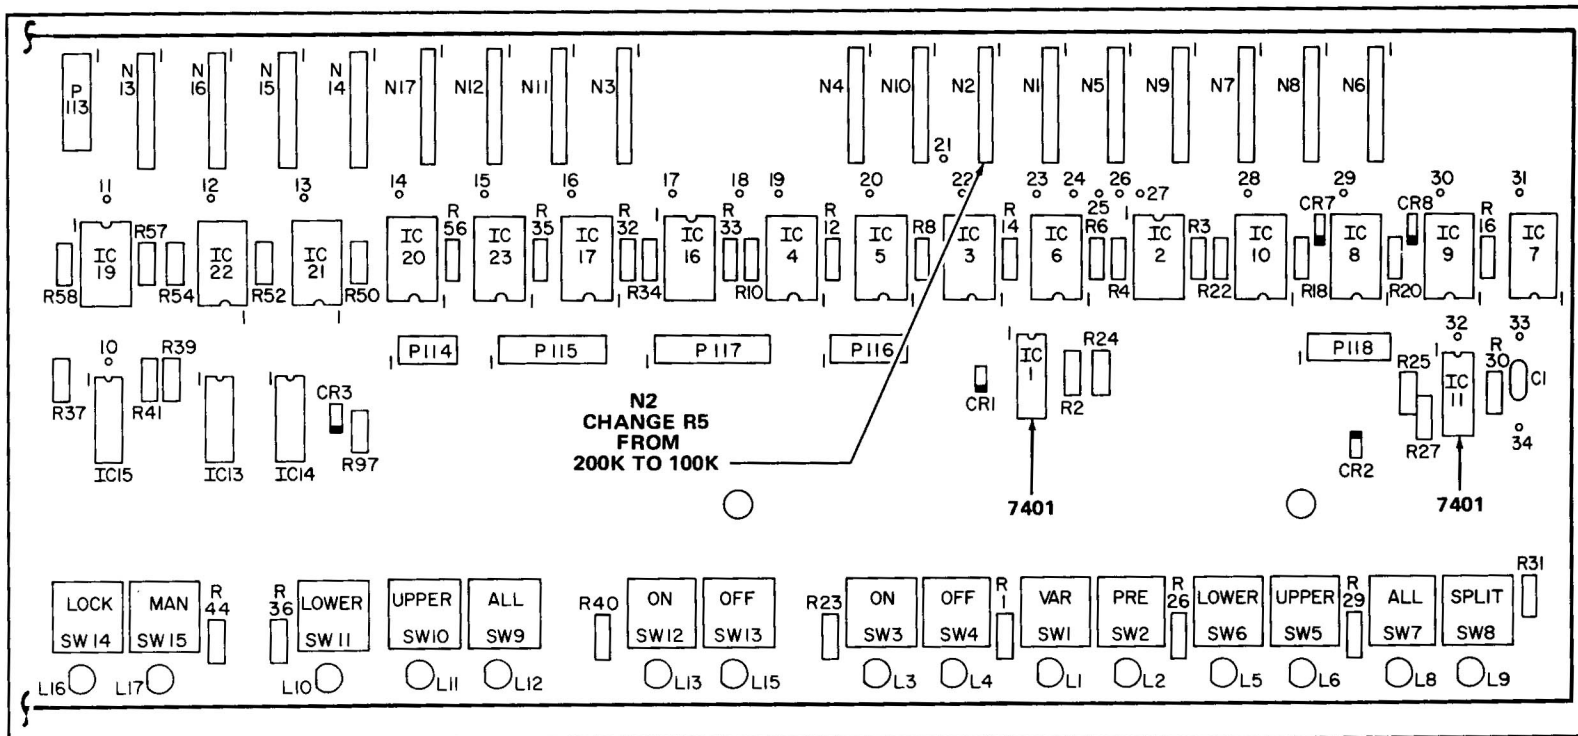 P 113 N 13 N 16 N 15 N 14 N17 N12 N11 N3 N4 N10 N2 N1 N5 N9 N7 N8 N6
21
11 12 13 14 15 16 17 18 19 20 22 23 24 25 26 27 28 29 30 31
R58 IC 19 R57 R54 IC 22 R52 IC 21 R50 IC 20 R 56 IC 23 R 35 IC 17 R 32 R34 IC 16 R 33 R10 IC 4 R 12 IC 5 R8 IC 3 R 14 IC 6 R6 R4 IC 2 R3 R22 IC 10 R18 CR7 IC 8 R20 CR8 IC 9 R 16 IC 7
P114 P115 P117 P116 P118
R37 10 IC15 R41 R39 IC13 IC14 CR3 R97
CR1 IC 1 R2 R24 CR2 R25 R27 32 IC 11 R 30 33 C1 34
N2
CHANGE R5
FROM
200K TO 100K
7401 7401
LOCK SW14 MAN SW15 R 44 R 36 LOWER SW11 UPPER SW10 ALL SW9 R40 ON SW12 OFF SW13 R23 ON SW3 OFF SW4 R 1 VAR SW1 PRE SW2 R 26 LOWER SW6 UPPER SW5 R 29 ALL SW7 SPLIT SW8 R31
L16 L17 L10 L11 L12 L13 L15 L3 L4 L1 L2 L5 L6 L8 L9